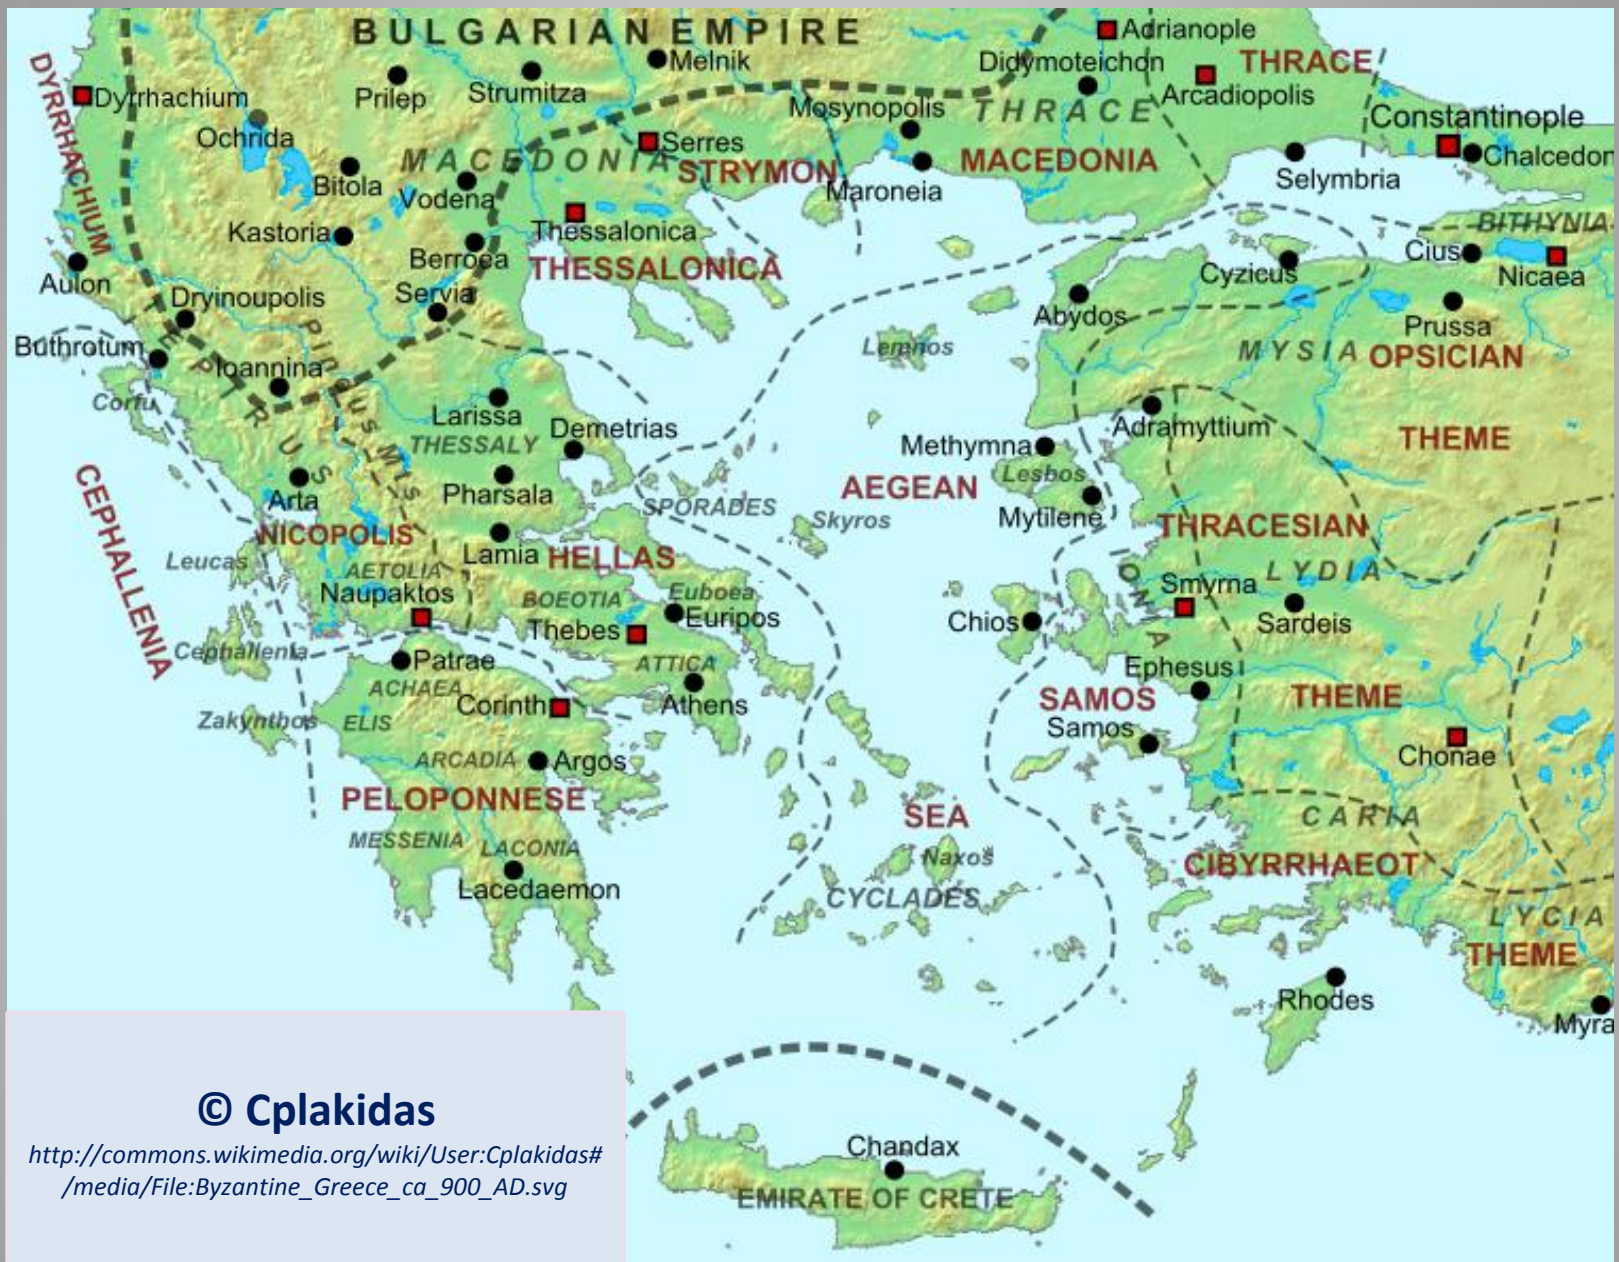 BULGARIAN EMPIRE
Adrianople
Melnik
Didymoteichon
THRACE
DYRRHACHIUM
Dyrrhachium
Prilep
Strumitza
Mosynopolis
THRACE
Arcadiopolis
Constantinople
Ochrida
Serres
Chalcedon
MACEDONIA
STRYMON
MACEDONIA
Bitola
Vodena
Maroneia
Selymbria
Kastoria
Thessalonica
BITHYNIA
Berroea
THESSALONICA
Cius
Nicaea
Aulon
Dryinoupolis
Servia
Cyzicus
Abydos
Prussa
Buthrotum
EPIRUS
Pindus Mts
Ioannina
Lemnos
MYSIA
OPSICIAN
THEME
Corfu
Larissa
THESSALY
Demetrias
Adramyttium
Methymna
Lesbos
CEPHALLENIA
Arta
Pharsala
SPORADES
AEGEAN
SEA
Skyros
Mytilene
NICOPOLIS
Lamia
HELLAS
THRACESIAN
THEME
Leucas
AETOLIA
Euboea
IONIA
LYDIA
Naupaktos
BOEOTIA
Smyrna
Thebes
Euripos
Chios
Sardeis
Cephallenia
Patrae
ATTICA
Ephesus
ACHAEA
Zakynthos
ELIS
Corinth
Athens
SAMOS
Samos
ARCADIA
Argos
Chonae
PELOPONNESE
CARIA
MESSENIA
LACONIA
Naxos
CIBYRRHAEOT
THEME
Lacedaemon
CYCLADES
LYCIA
Rhodes
Myra
Chandax
EMIRATE OF CRETE
© Cplakidas
http://commons.wikimedia.org/wiki/User:Cplakidas#
/media/File:Byzantine_Greece_ca_900_AD.svg